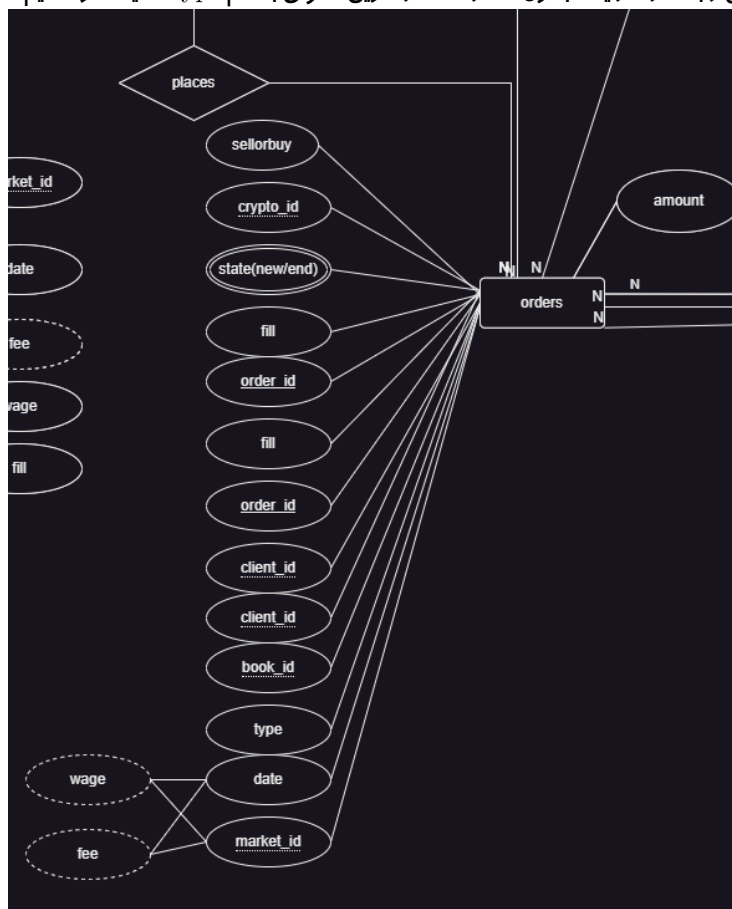 places
sellorbuy
rket_id
crypto_id
amount
date
state(new/end)
N
N
N
N
orders
N
N
fill
fee
order_id
wage
fill
fill
order_id
client_id
client_id
book_id
type
wage
date
market_id
fee